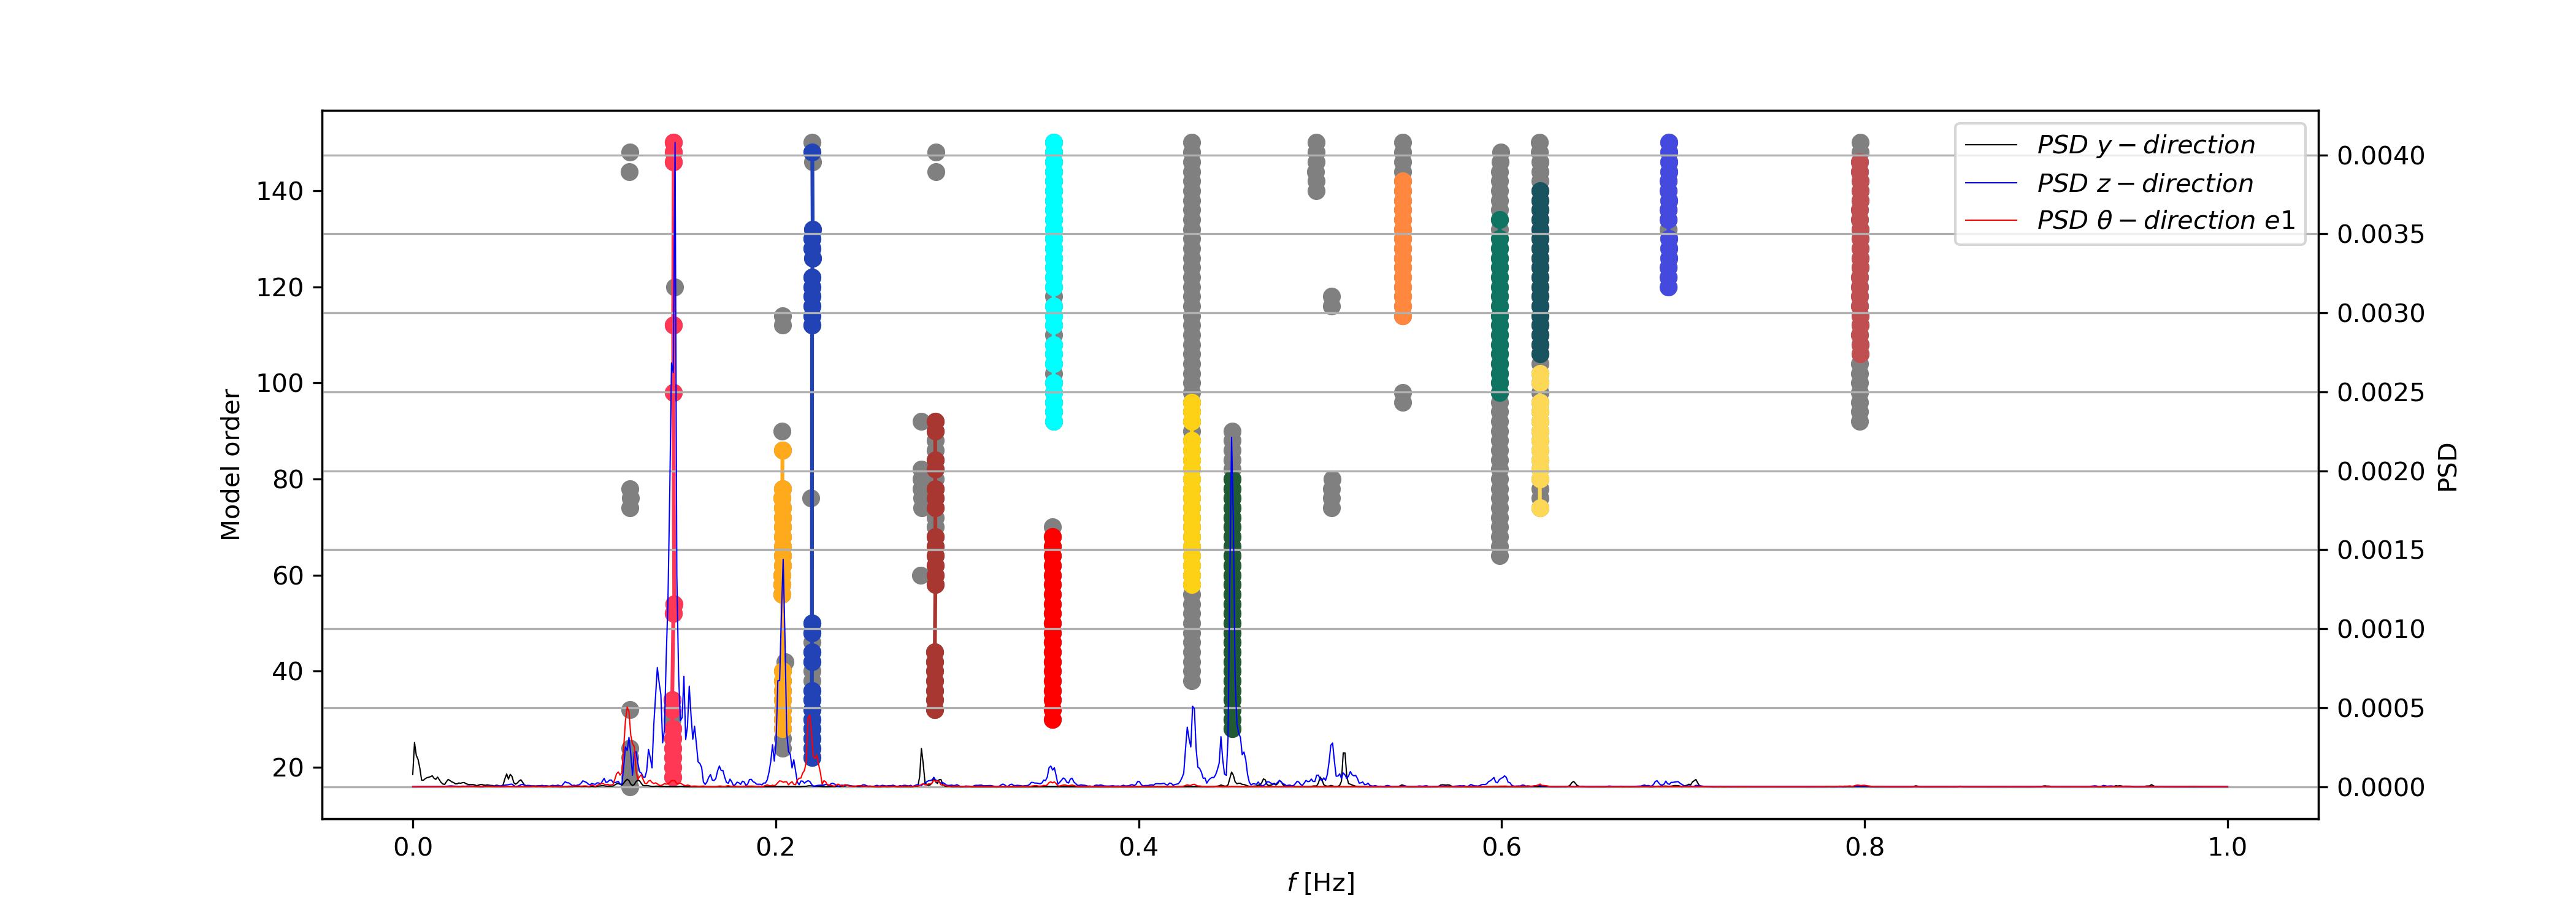 PSD y − direction
PSD z − direction
PSD θ − direction e1
140
120
100
80
60
40
20
Model order
0.0040
0.0035
0.0030
0.0025
0.0020
0.0015
0.0010
0.0005
0.0000
PSD
0.0 0.2 0.4 0.6 0.8 1.0
f [Hz]